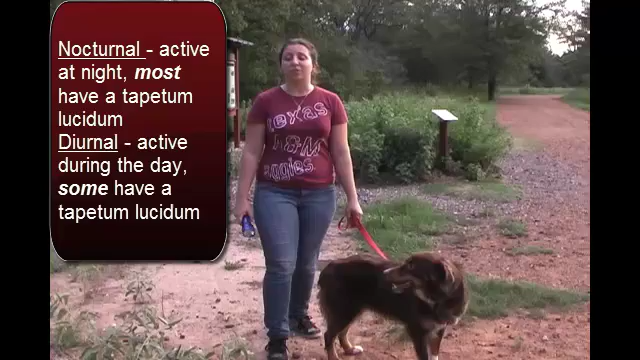 Nocturnal - active
at night, most
have a tapetum
lucidum
Diurnal - active
during the day,
some have a
tapetum lucidum
Texas
A&M
Aggies